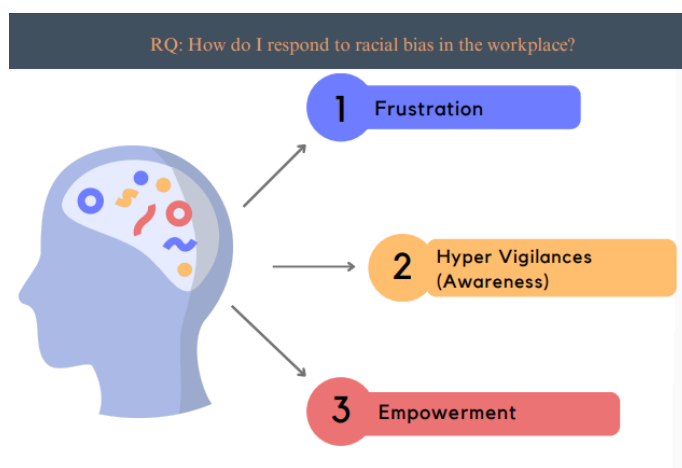 RQ: How do I respond to racial bias in the workplace?
1 Frustration
2 Hyper Vigilances
(Awareness)
3 Empowerment